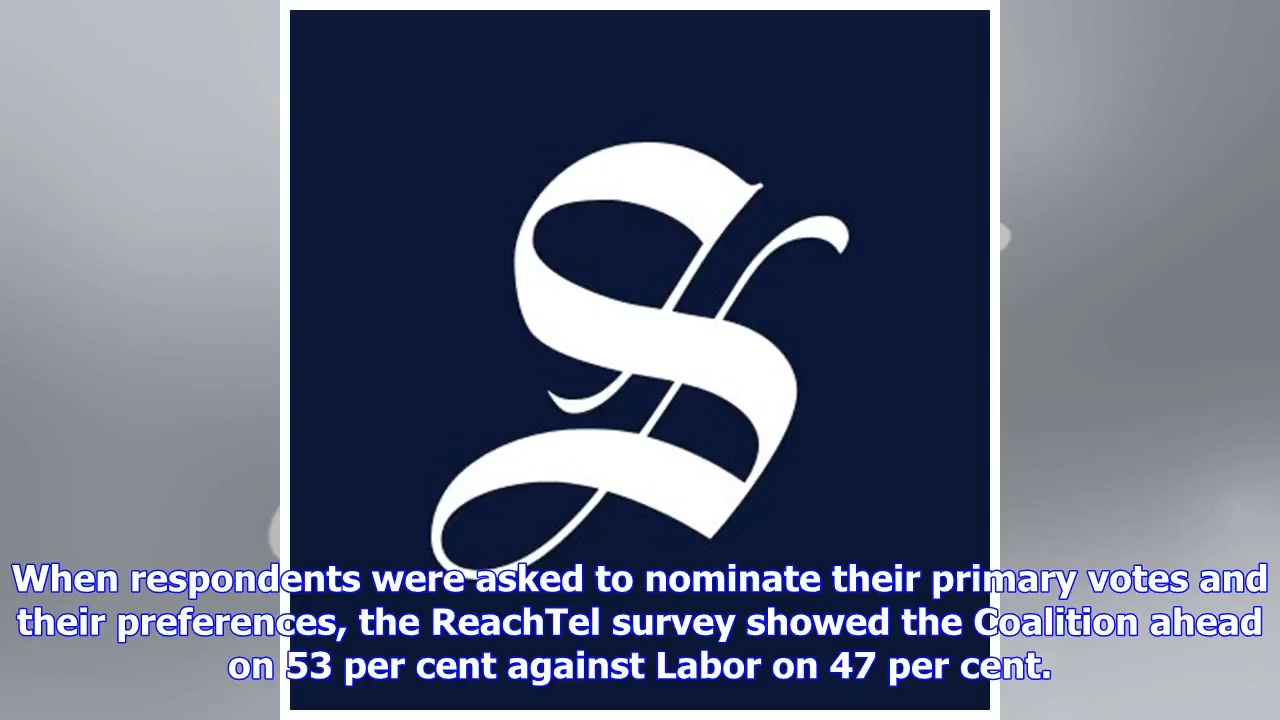 S
When respondents were asked to nominate their primary votes and
their preferences, the ReachTel survey showed the Coalition ahead
on 53 per cent against Labor on 47 per cent.